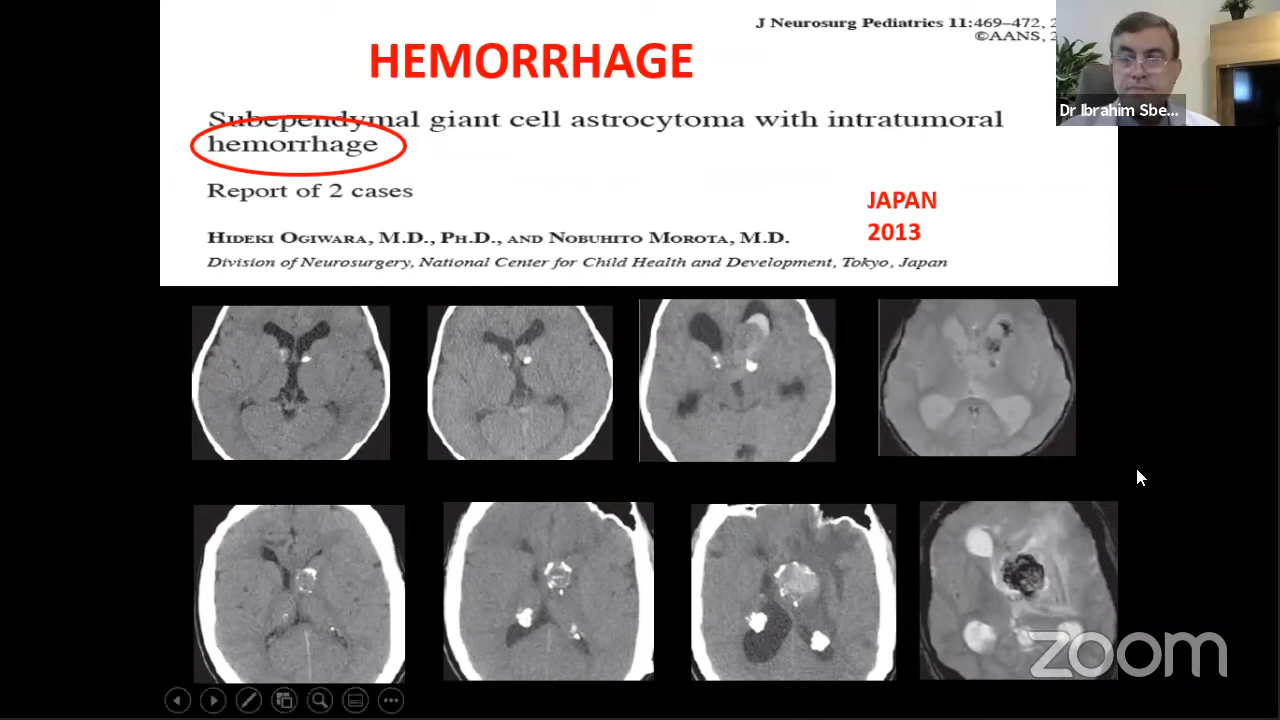 J Neurosurg Pediatrics 11:469–472, 2
©AANS, 2
HEMORRHAGE
Subependymal giant cell astrocytoma with intratumoral
hemorrhage
Report of 2 cases
JAPAN
2013
Hideki Ogiwara, M.D., Ph.D., and Nobuhito Morota, M.D.
Division of Neurosurgery, National Center for Child Health and Development, Tokyo, Japan
Dr Ibrahim Sbe...
zoom